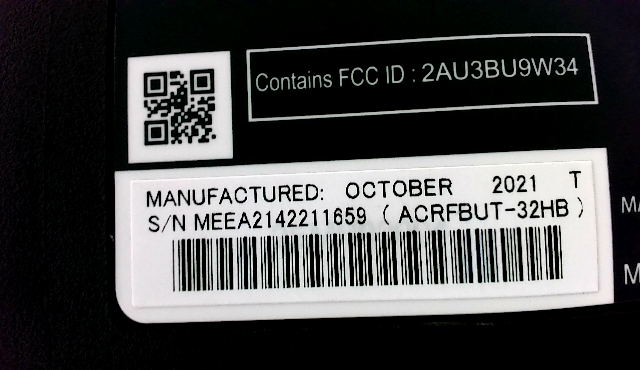 Contains FCC ID : 2AU3BU9W34
MANUFACTURED: OCTOBER 2021 T
S/N MEEA2142211659 ( ACRFBUT-32HB )